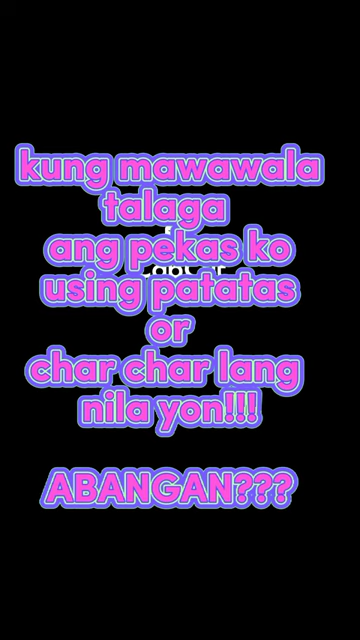 kung mawawala
talaga
ang pekas ko
using patatas
or
char char lang
nila yon!!!
ABANGAN???